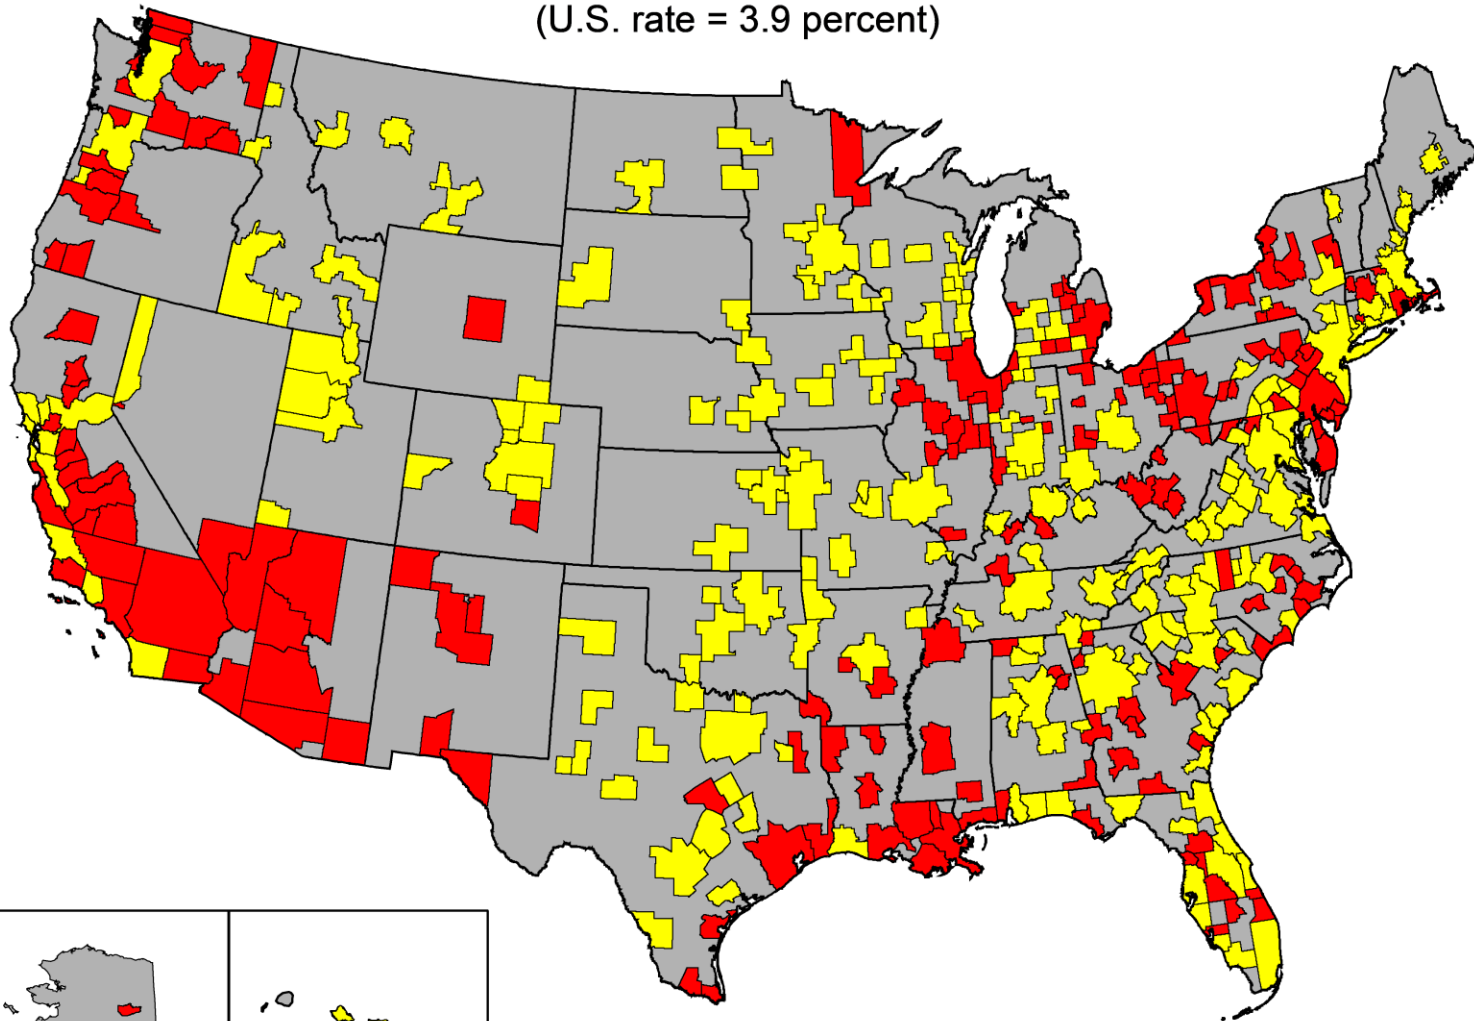 (U.S. rate = 3.9 percent)